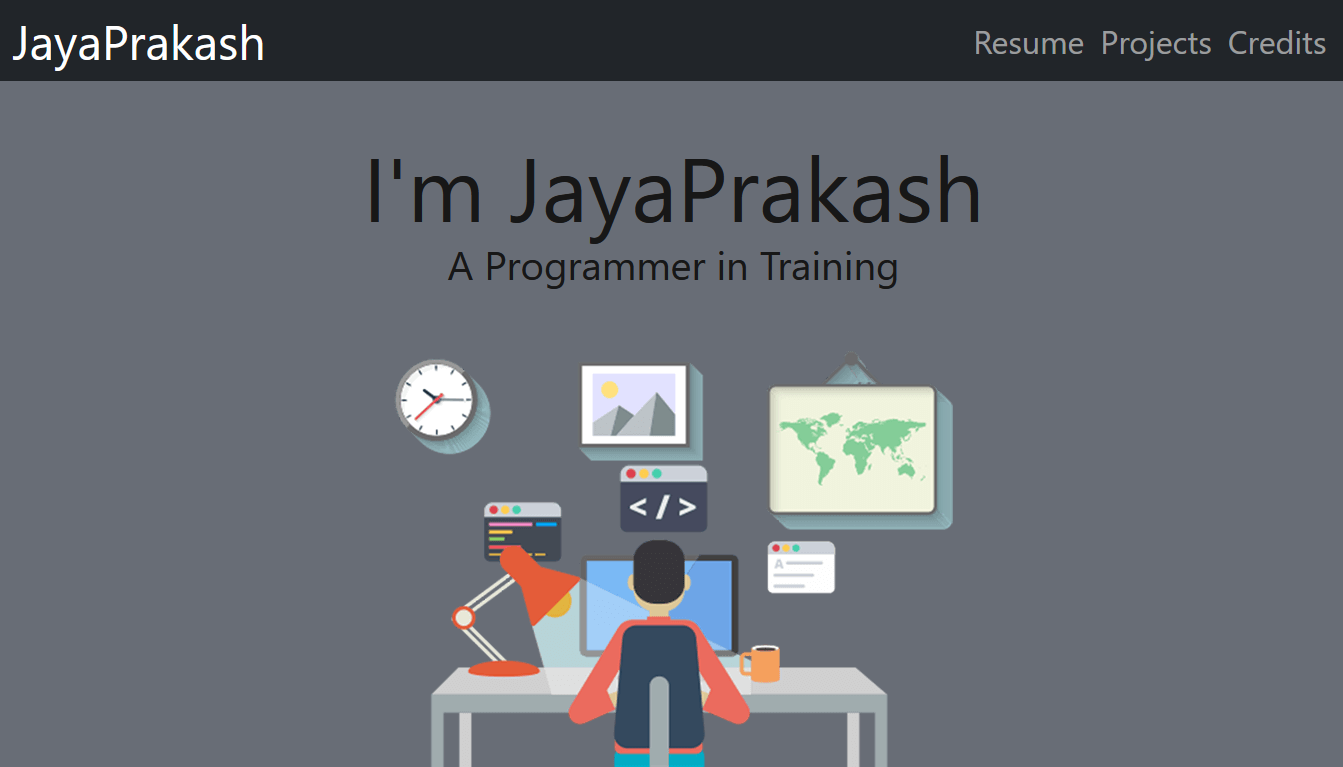 JayaPrakash
Resume Projects Credits
I'm JayaPrakash
A Programmer in Training
</>
A